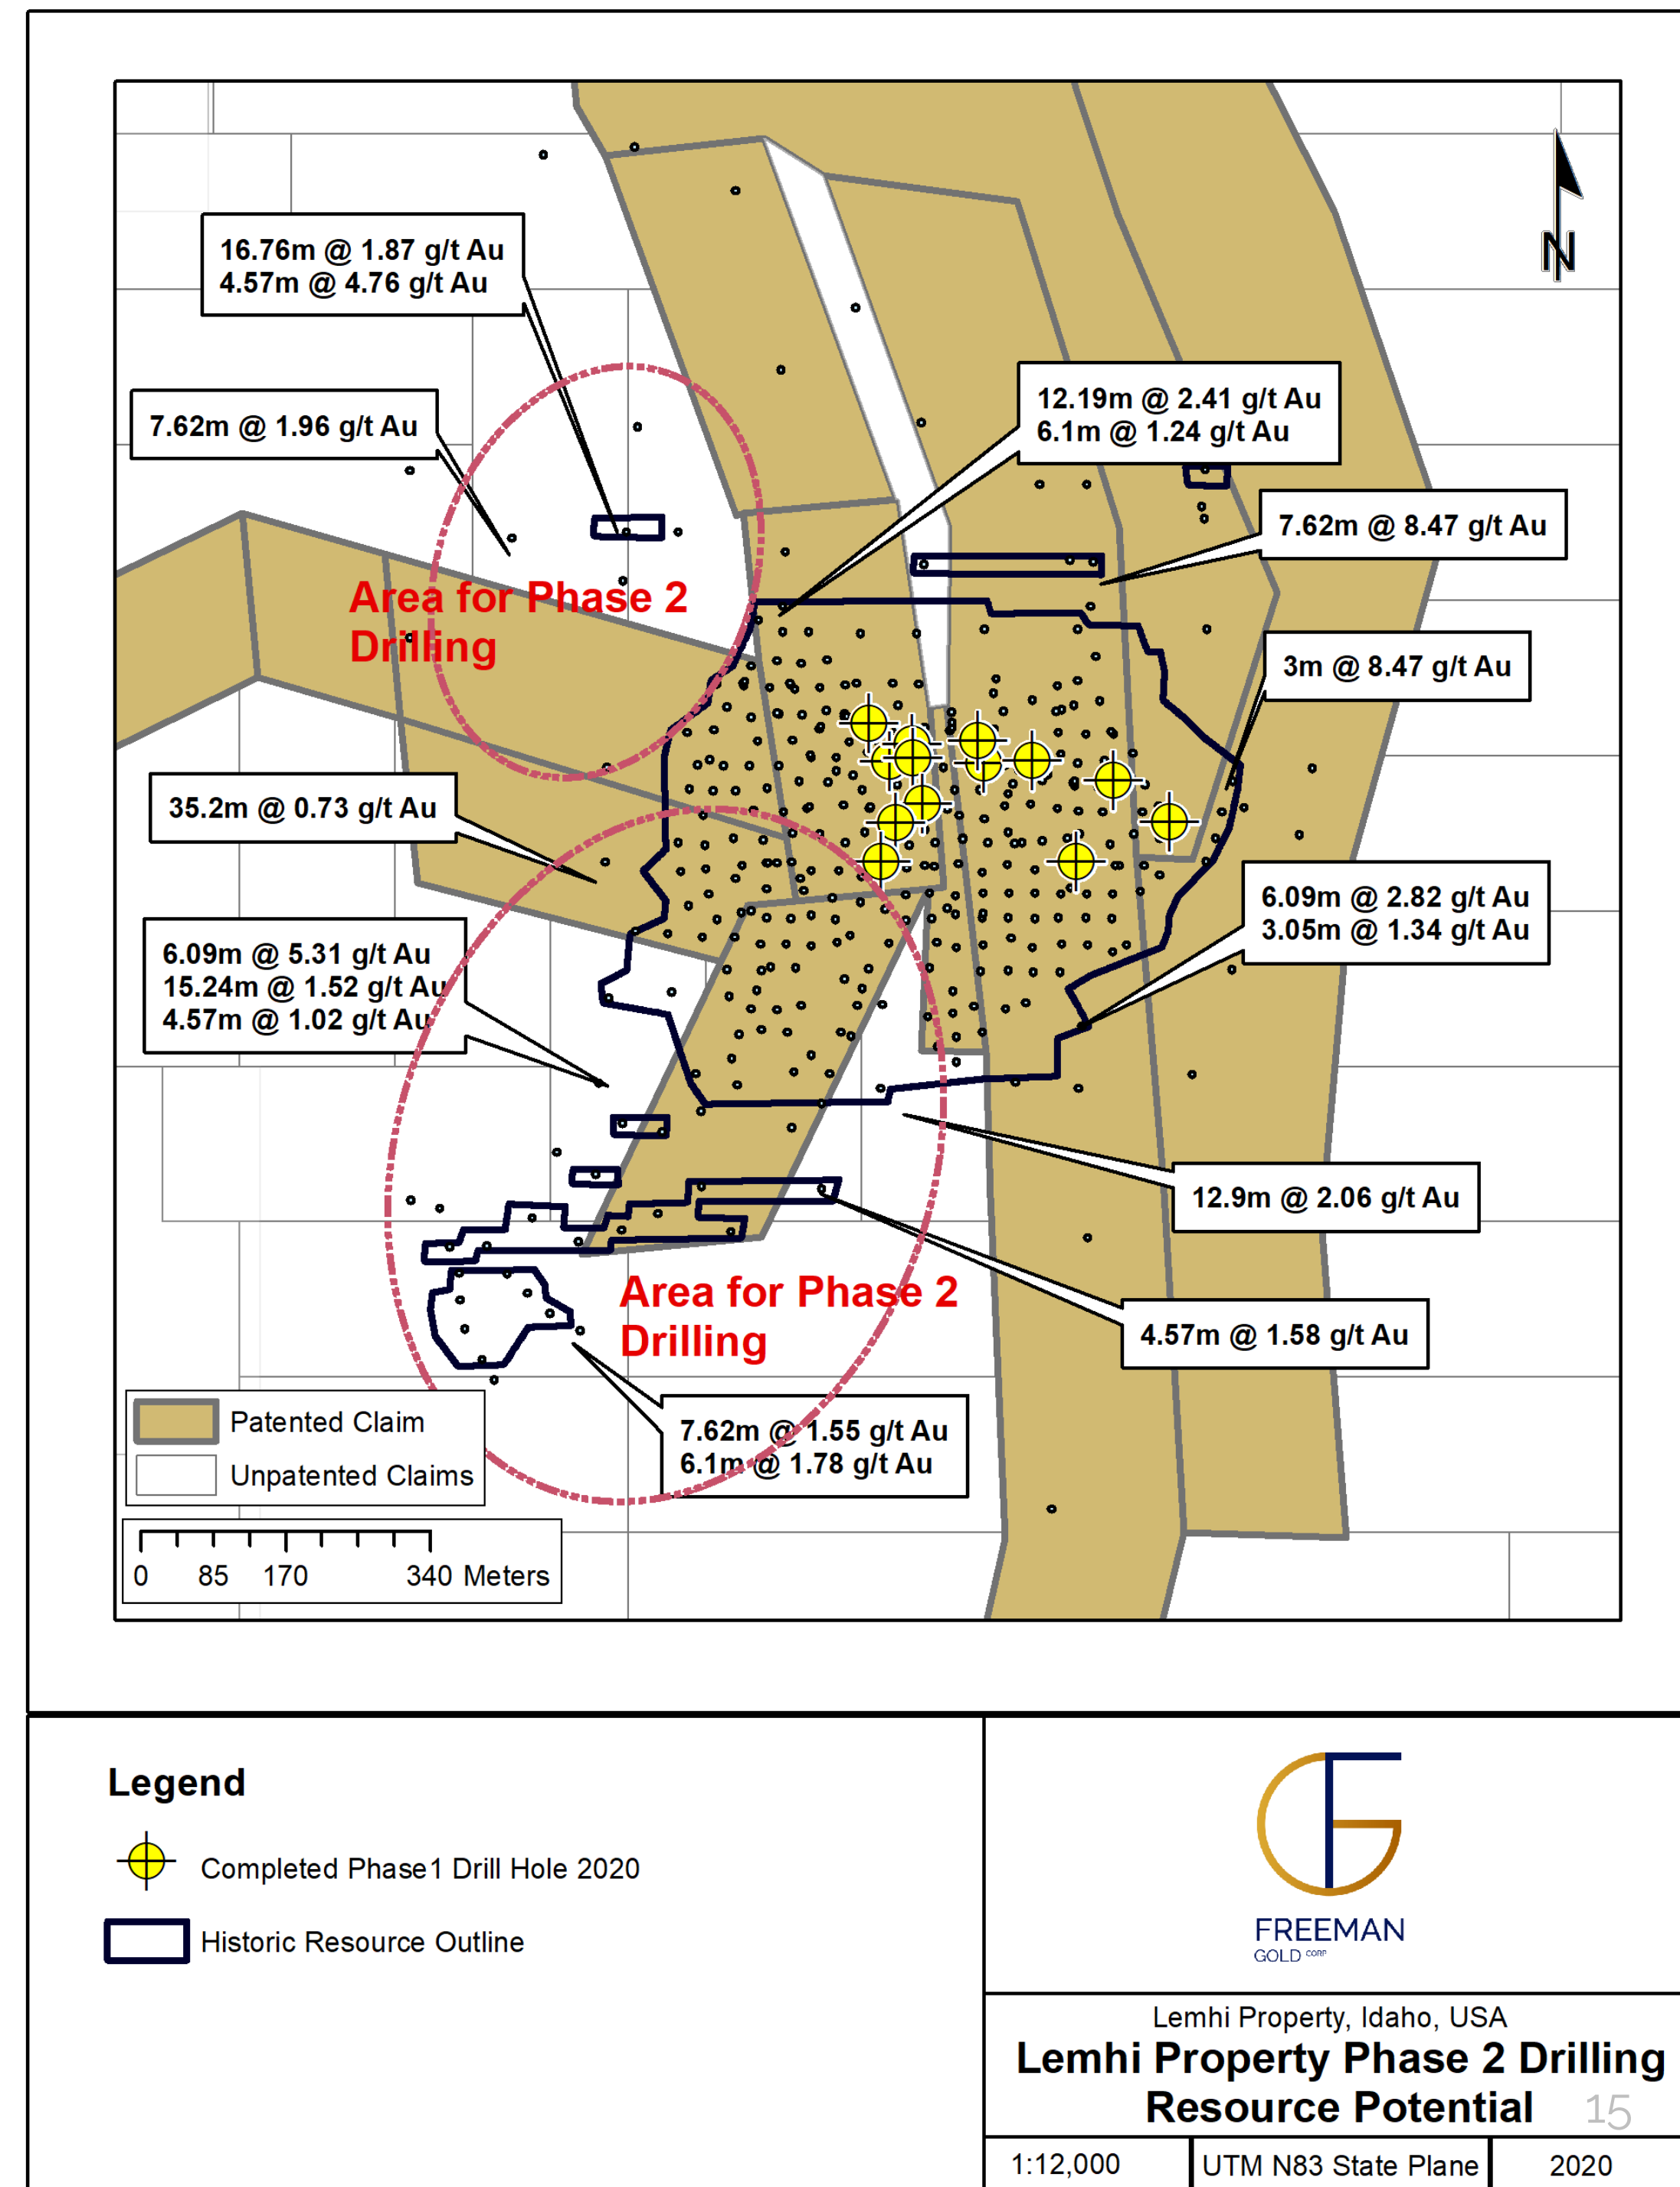 N
16.76m @ 1.87 g/t Au
4.57m @ 4.76 g/t Au
7.62m @ 1.96 g/t Au
12.19m @ 2.41 g/t Au
6.1m @ 1.24 g/t Au
7.62m @ 8.47 g/t Au
Area for Phase 2
Drilling
3m @ 8.47 g/t Au
35.2m @ 0.73 g/t Au
6.09m @ 2.82 g/t Au
3.05m @ 1.34 g/t Au
6.09m @ 5.31 g/t Au
15.24m @ 1.52 g/t Au
4.57m @ 1.02 g/t Au
12.9m @ 2.06 g/t Au
Area for Phase 2
Drilling
4.57m @ 1.58 g/t Au
7.62m @ 1.55 g/t Au
6.1m @ 1.78 g/t Au
Patented Claim
Unpatented Claims
0 85 170 340 Meters
Legend
Completed Phase1 Drill Hole 2020
Historic Resource Outline
FREEMAN
GOLD CORP
Lemhi Property, Idaho, USA
Lemhi Property Phase 2 Drilling
Resource Potential
15
1:12,000
UTM N83 State Plane
2020